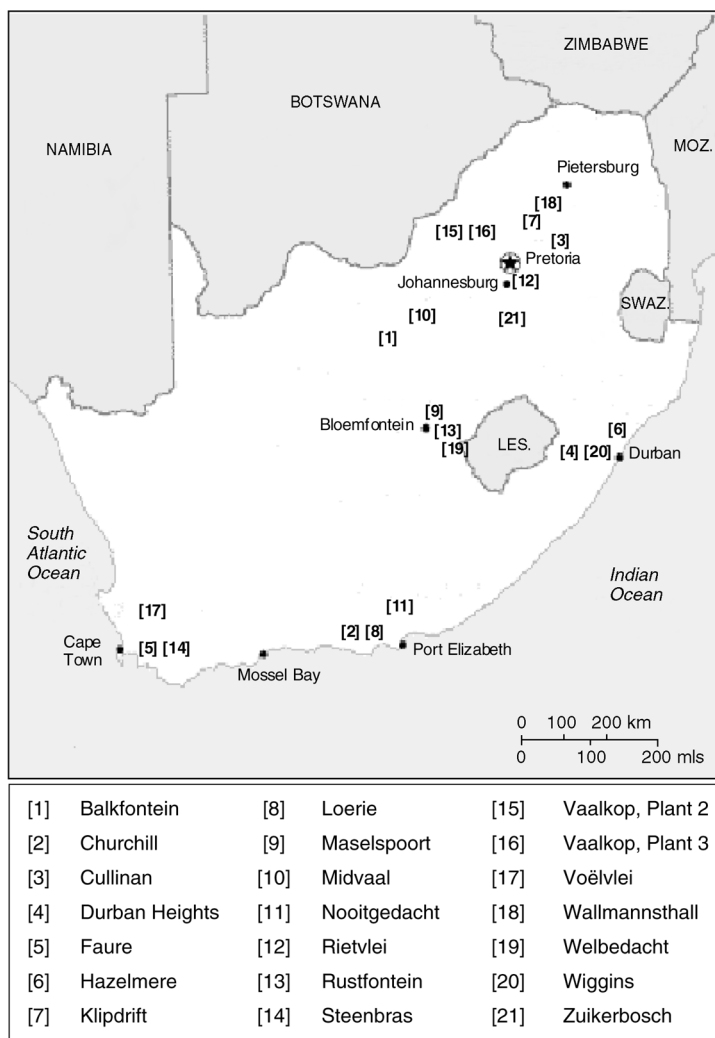 ZIMBABWE
BOTSWANA
NAMIBIA
MOZ.
Pietersburg
[18]
[7]
[15] [16]
[3]
Pretoria
Johannesburg
[12]
SWAZ.
[10]
[21]
[1]
[9]
Bloemfontein
[13]
[6]
LES.
[19]
[4] [20]
Durban
South
Atlantic
Ocean
Indian
Ocean
[17]
[11]
[2] [8]
Cape
Town
[5] [14]
Port Elizabeth
Mossel Bay
0 100 200 km
0 100 200 mls
[1] Balkfontein
[2] Churchill
[3] Cullinan
[4] Durban Heights
[5] Faure
[6] Hazelmere
[7] Klipdrift
[8] Loerie
[9] Maselspoort
[10] Midvaal
[11] Nooitgedacht
[12] Rietvlei
[13] Rustfontein
[14] Steenbras
[15] Vaalkop, Plant 2
[16] Vaalkop, Plant 3
[17] Voëlvlei
[18] Wallmannsthall
[19] Welbedacht
[20] Wiggins
[21] Zuikerbosch